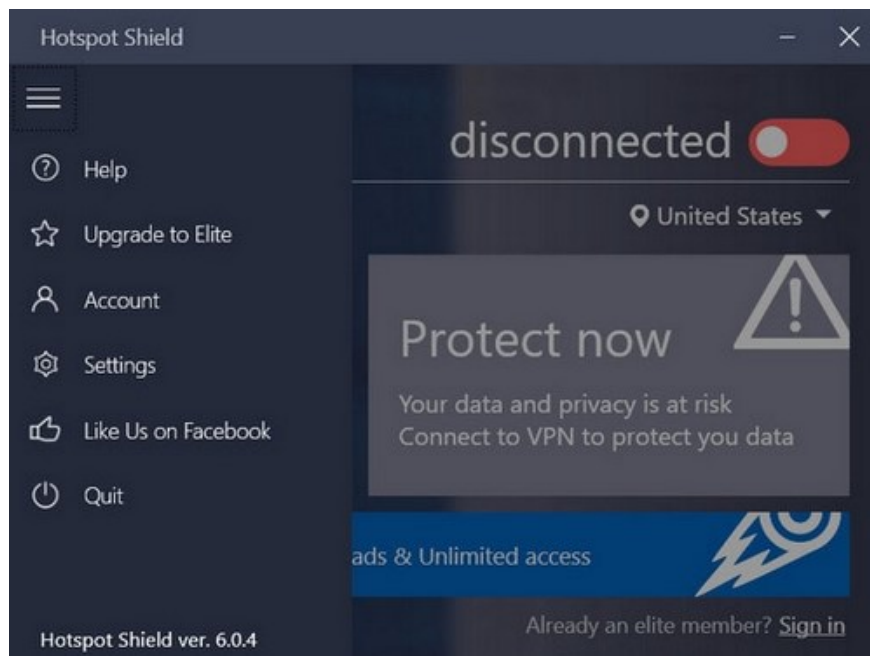 Hotspot Shield
Help
Upgrade to Elite
Account
Settings
Like Us on Facebook
Quit
Hotspot Shield ver. 6.0.4
disconnected
United States
Protect now
Your data and privacy is at risk
Connect to VPN to protect you data
ads & Unlimited access
Already an elite member? Sign in